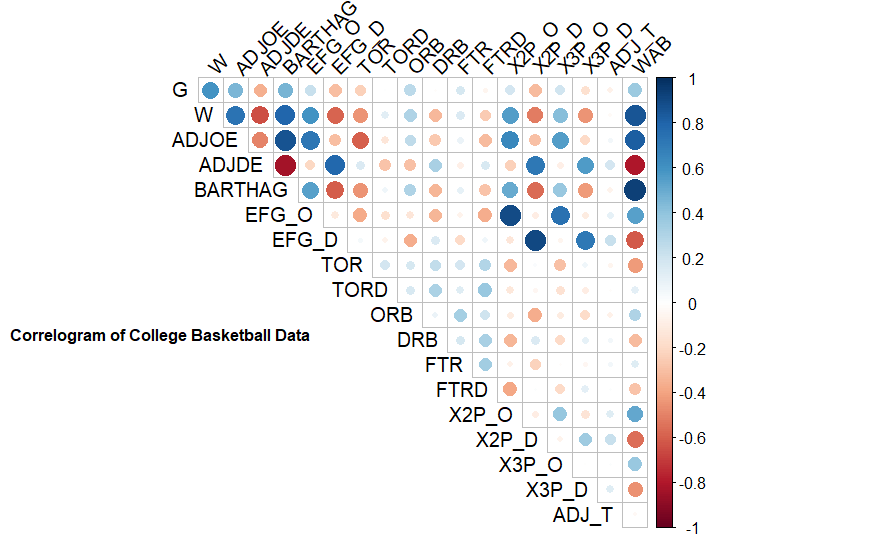 W ADJOE ADJDE BARTHAG EFG_O EFG_D TOR TORD ORB DRB FTR FTRD X2P_O X2P_D X3P_O X3P_D ADJ_T WAB
G
W
ADJOE
ADJDE
BARTHAG
EFG_O
EFG_D
TOR
TORD
ORB
DRB
FTR
FTRD
X2P_O
X2P_D
X3P_O
X3P_D
ADJ_T
1
0.8
0.6
0.4
0.2
0
-0.2
-0.4
-0.6
-0.8
-1
Correlogram of College Basketball Data